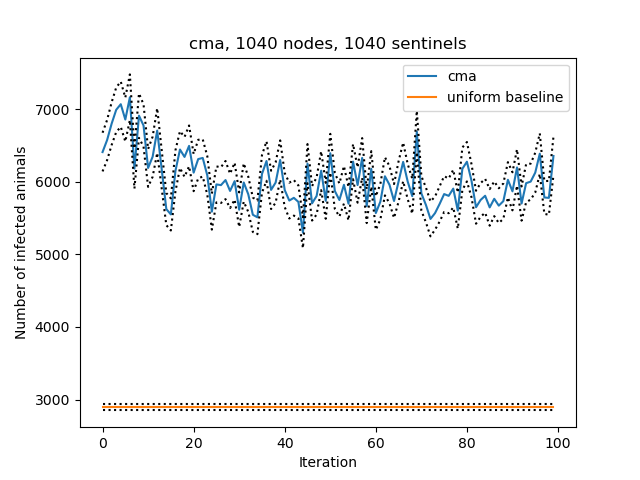 cma, 1040 nodes, 1040 sentinels
cma
uniform baseline
Number of infected animals
7000
6000
5000
4000
3000
0 20 40 60 80 100
Iteration